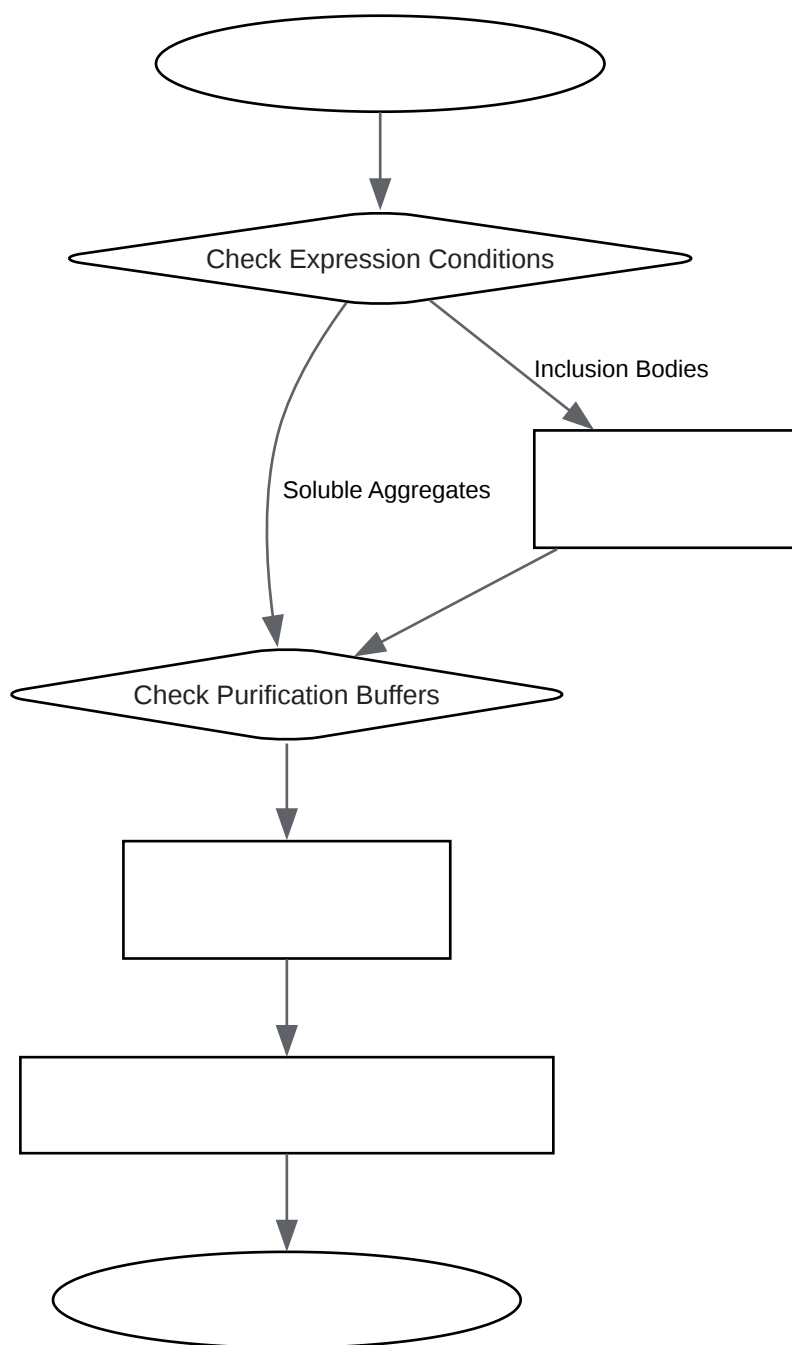 Check Expression Conditions
Inclusion Bodies
Soluble Aggregates
Check Purification Buffers